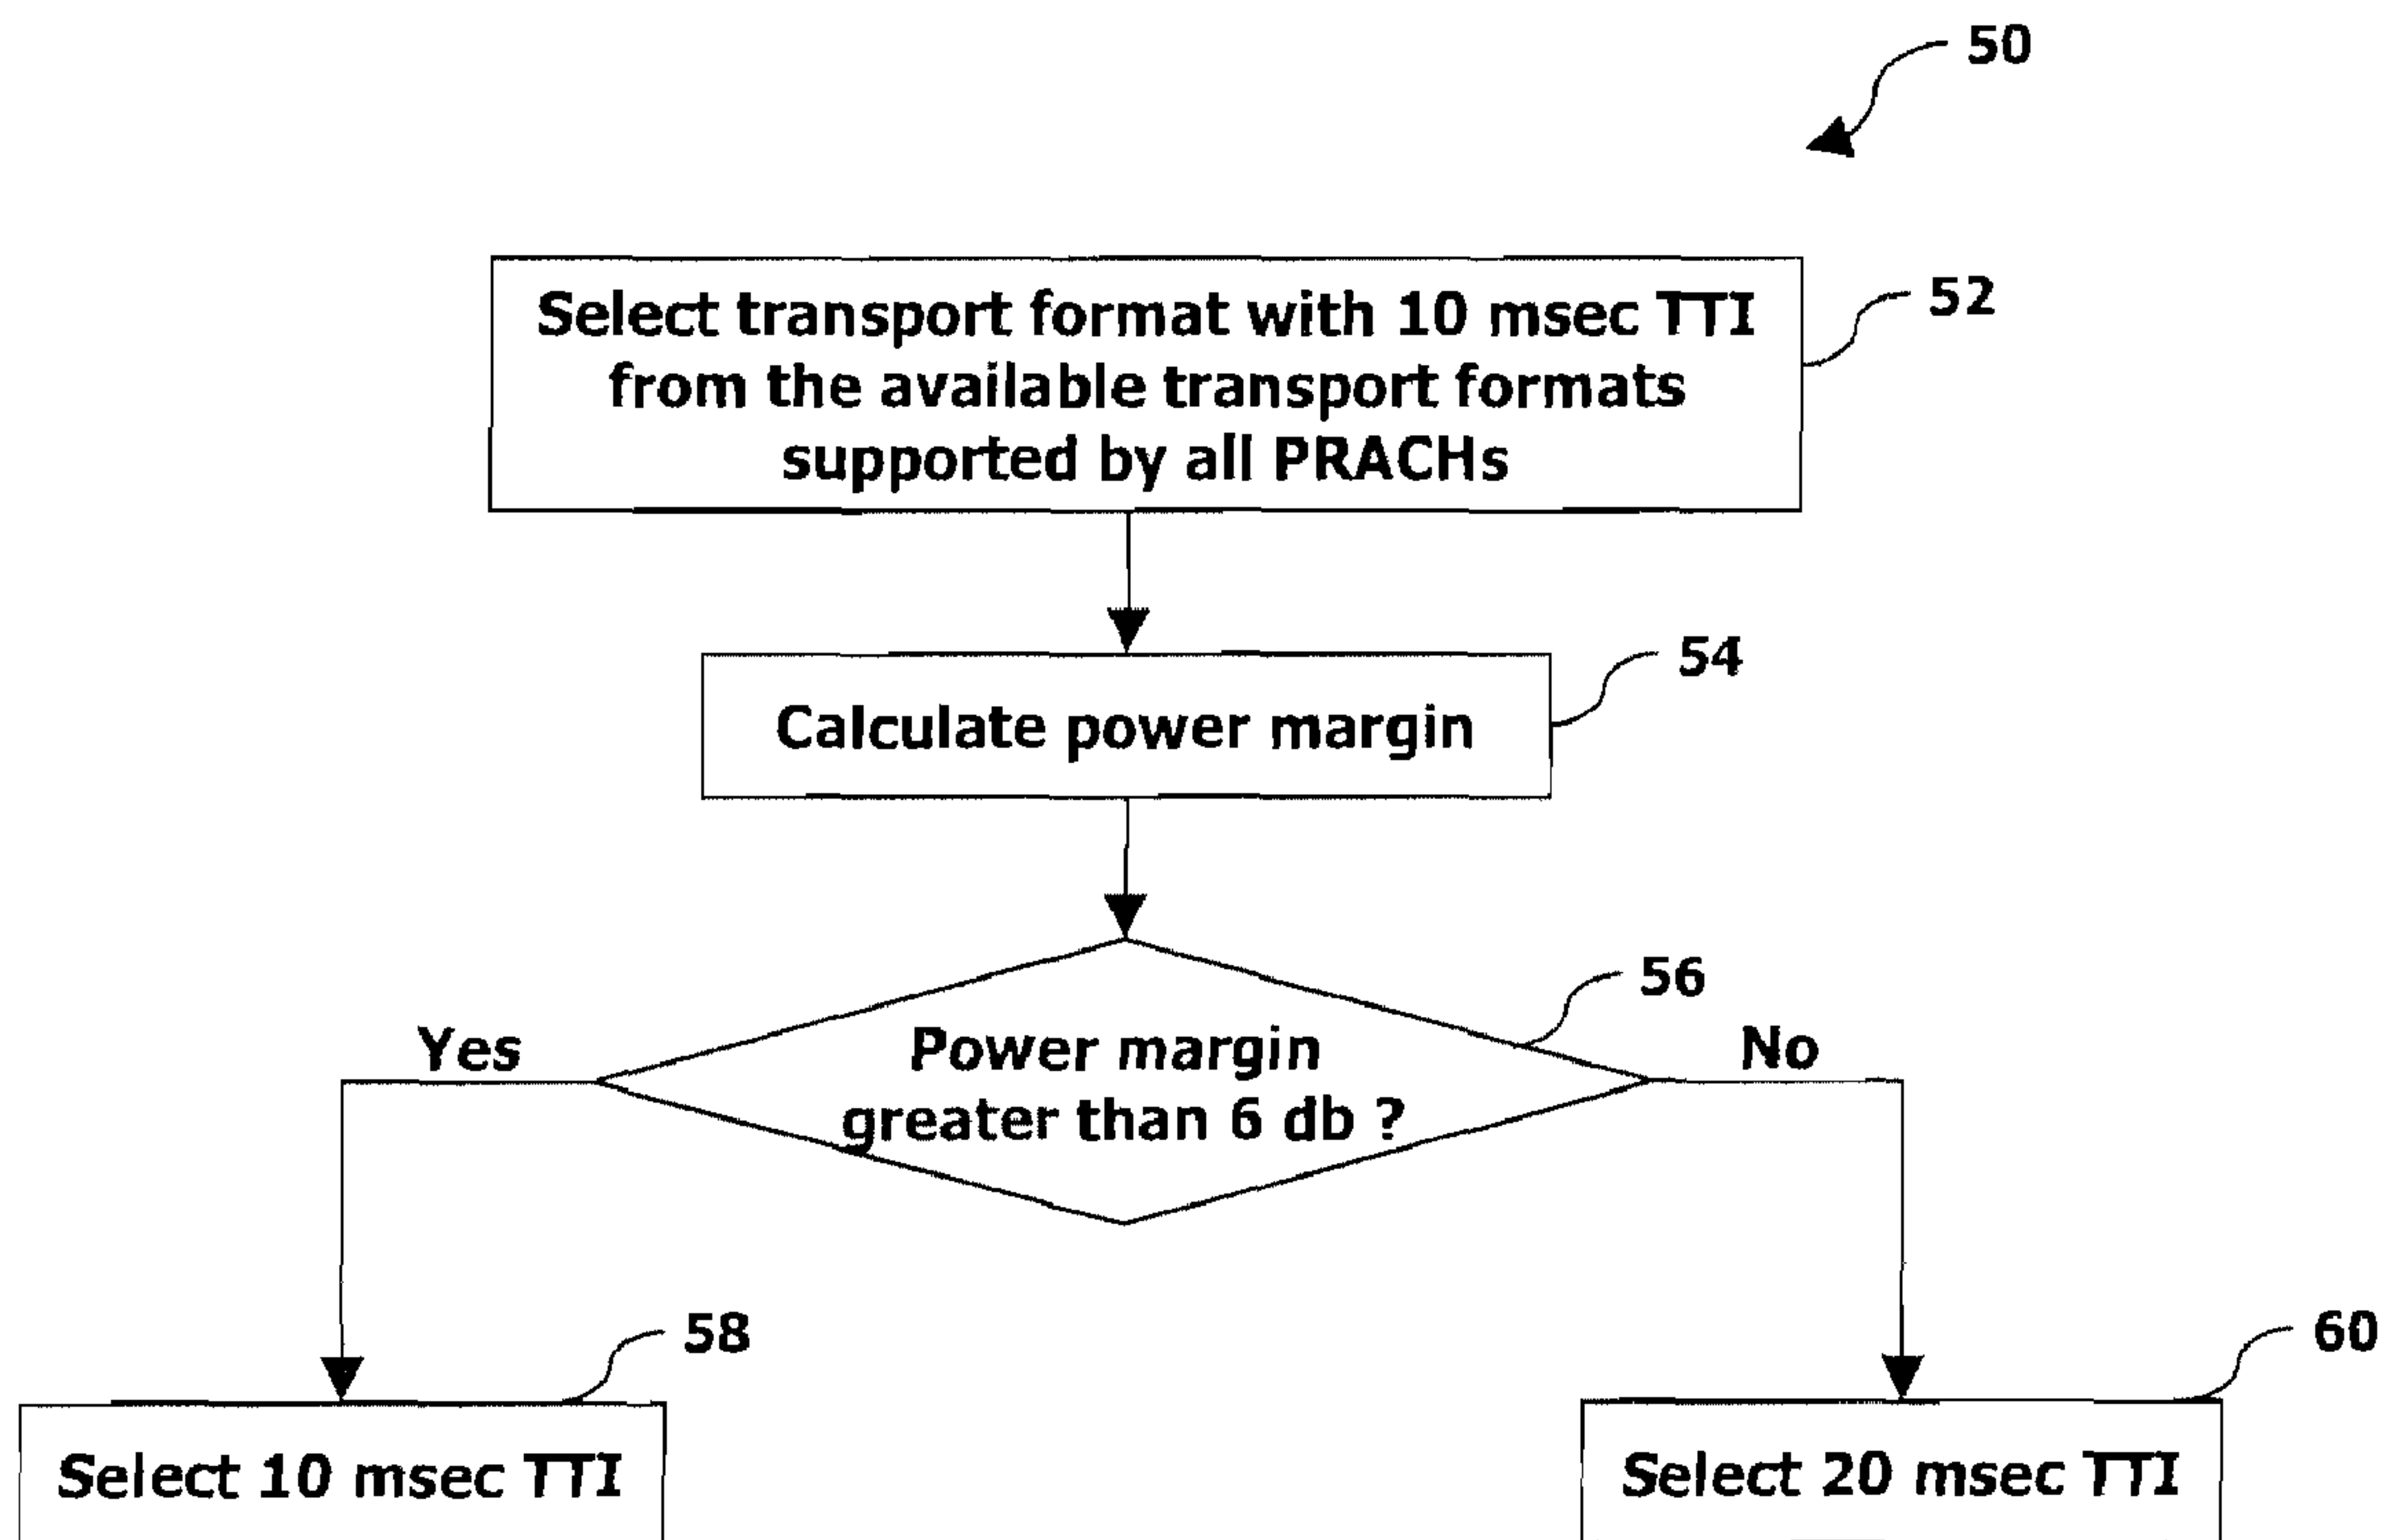 50
Select transport format with 10 msec TTI
52
from the available transport formats
supported by all PRACHs
54
Calculate power margin
56
Yes
Power margin
No
greater than 6 db ?
58
60
Select 10 msec TTI
Select 20 msec TTI